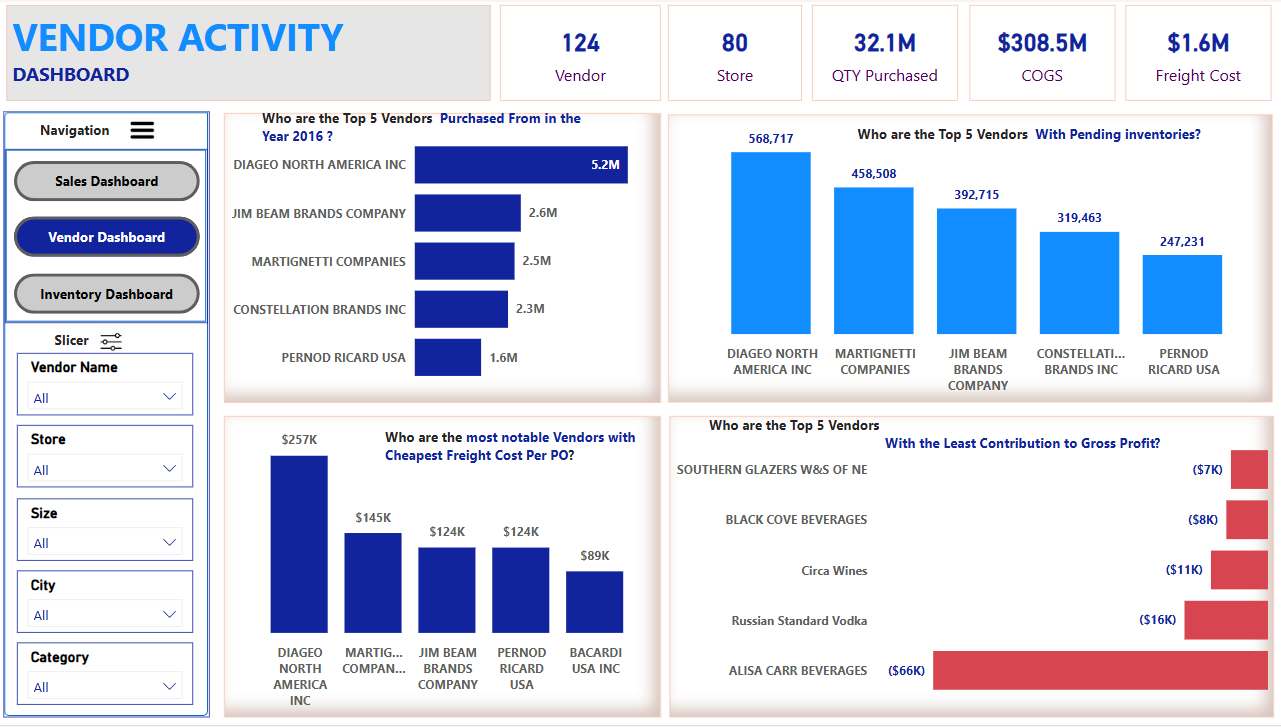 VENDOR ACTIVITY
DASHBOARD
124
Vendor
80
Store
32.1M
QTY Purchased
$308.5M
COGS
$1.6M
Freight Cost
Navigation
Sales Dashboard
Vendor Dashboard
Inventory Dashboard
Slicer
Vendor Name
All
Store
All
Size
All
City
All
Category
All
Who are the Top 5 Vendors Purchased From in the
Year 2016 ?
DIAGEO NORTH AMERICA INC 5.2M
JIM BEAM BRANDS COMPANY 2.6M
MARTIGNETTI COMPANIES 2.5M
CONSTELLATION BRANDS INC 2.3M
PERNOD RICARD USA 1.6M
Who are the Top 5 Vendors With Pending inventories?
568,717
458,508
392,715
319,463
247,231
DIAGEO NORTH
AMERICA INC
MARTIGNETTI
COMPANIES
JIM BEAM
BRANDS
COMPANY
CONSTELLATI...
BRANDS INC
PERNOD
RICARD USA
Who are the most notable Vendors with
Cheapest Freight Cost Per PO?
$257K
$145K
$124K
$124K
$89K
DIAGEO
NORTH
AMERICA
INC
MARTIG...
COMPAN...
JIM BEAM
BRANDS
COMPANY
PERNOD
RICARD
USA
BACARDI
USA INC
Who are the Top 5 Vendors
With the Least Contribution to Gross Profit?
SOUTHERN GLAZERS W&S OF NE ($7K)
BLACK COVE BEVERAGES ($8K)
Circa Wines ($11K)
Russian Standard Vodka ($16K)
ALISA CARR BEVERAGES ($66K)